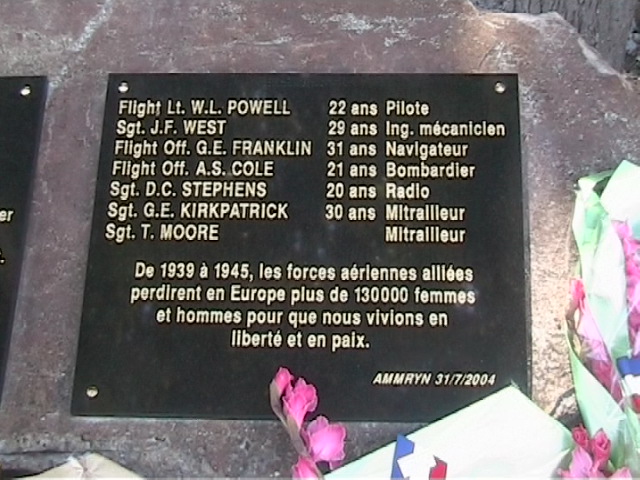 Flight Lt. W.L. POWELL 22 ans Pilote
Sgt. J.F. WEST 29 ans Ing. mécanicien
Flight Off. G.E. FRANKLIN 31 ans Navigateur
Flight Off. A.S. COLE 21 ans Bombardier
Sgt. D.C. STEPHENS 20 ans Radio
Sgt. G.E. KIRKPATRICK 30 ans Mitrailleur
Sgt. T. MOORE Mitrailleur
De 1939 à 1945, les forces aériennes alliées
perdirent en Europe plus de 130000 femmes
et hommes pour que nous vivions en
liberté et en paix.
AMMRYN 31/7/2004